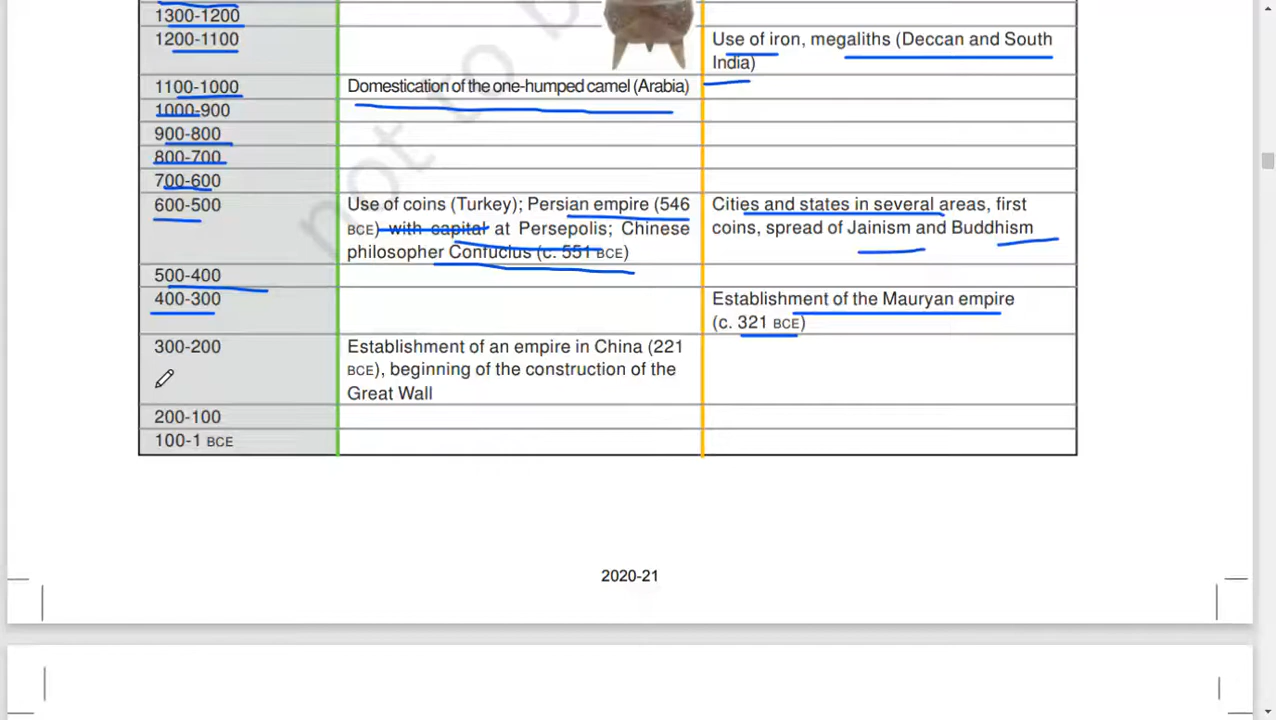 1300-1200
1200-1100
Use of iron, megaliths (Deccan and South
India)
1100-1000
Domestication of the one-humped camel (Arabia)
1000-900
900-800
800-700
700-600
600-500
Use of coins (Turkey); Persian empire (546
BCE) with capital at Persepolis; Chinese
philosopher Confucius (c. 551 BCE)
Cities and states in several areas, first
coins, spread of Jainism and Buddhism
500-400
400-300
Establishment of the Mauryan empire
(c. 321 BCE)
300-200
Establishment of an empire in China (221
BCE), beginning of the construction of the
Great Wall
200-100
100-1 BCE
not to
2020-21